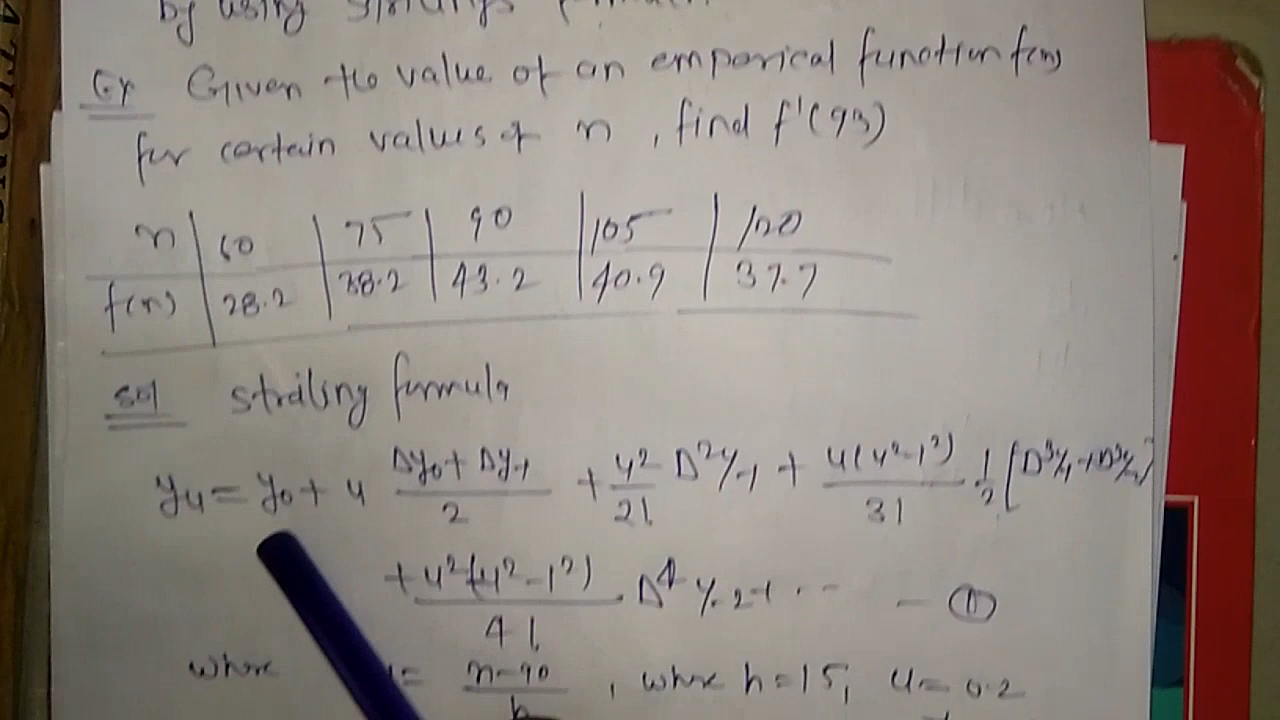 by using
Ex Given the value of an emporical function f(x)
for certain values of x , find f'(93)
x | 60 | 75 | 90 | 105 | 120
f(x) | 28.2 | 38.2 | 43.2 | 40.9 | 37.7
Sol striling formula
yu = y0 + u (Δy0 + Δy-1)/2 + u²/2! Δ²y-1 + u(u²-1²)/3! 1/2 [Δ³y-1 + Δ³y-2]
+ u²(u²-1²)/4! Δ⁴y-2 + ... — ①
where u = (x-90)/h , where h = 15, u = 0.2